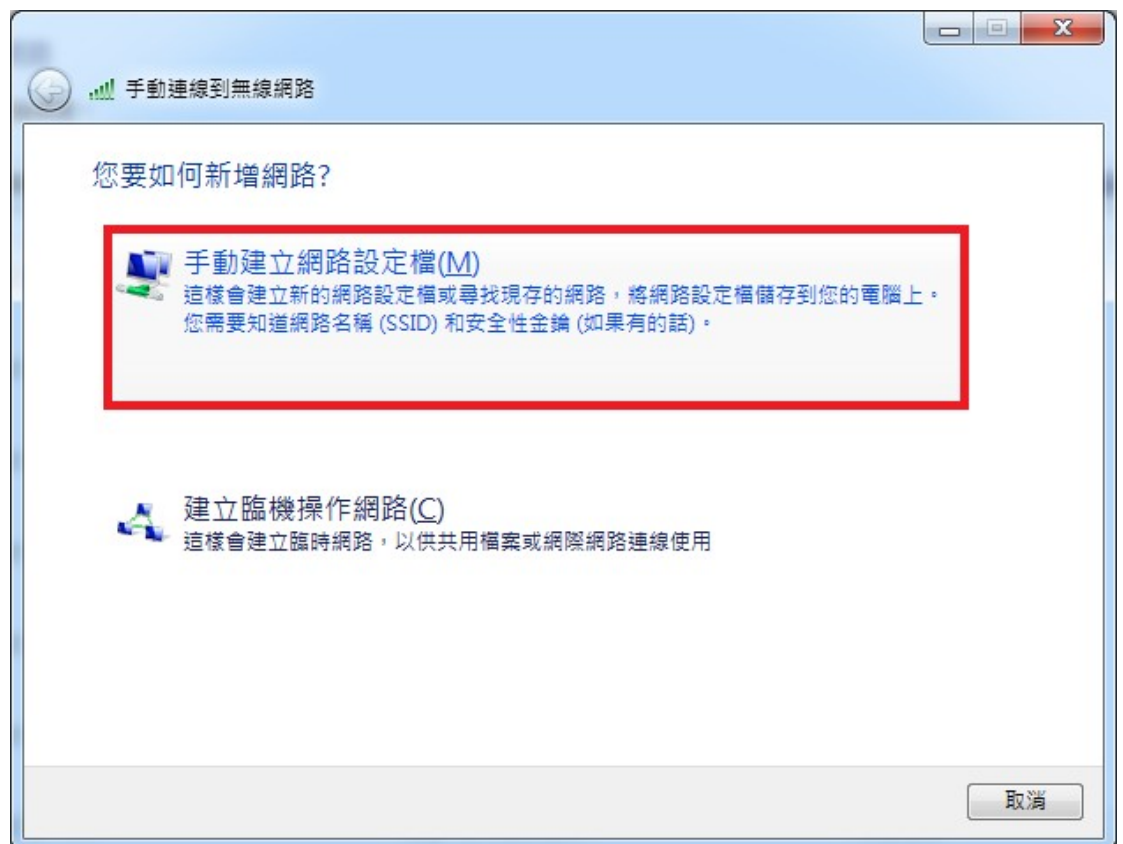 手動連線到無線網路
您要如何新增網路?
手動建立網路設定檔(M)
這樣會建立新的網路設定檔或尋找現存的網路，將網路設定檔儲存到您的電腦上。
您需要知道網路名稱 (SSID) 和安全性金鑰 (如果有的話)。
建立臨機操作網路(C)
這樣會建立臨時網路，以供共用檔案或網際網路連線使用
取消